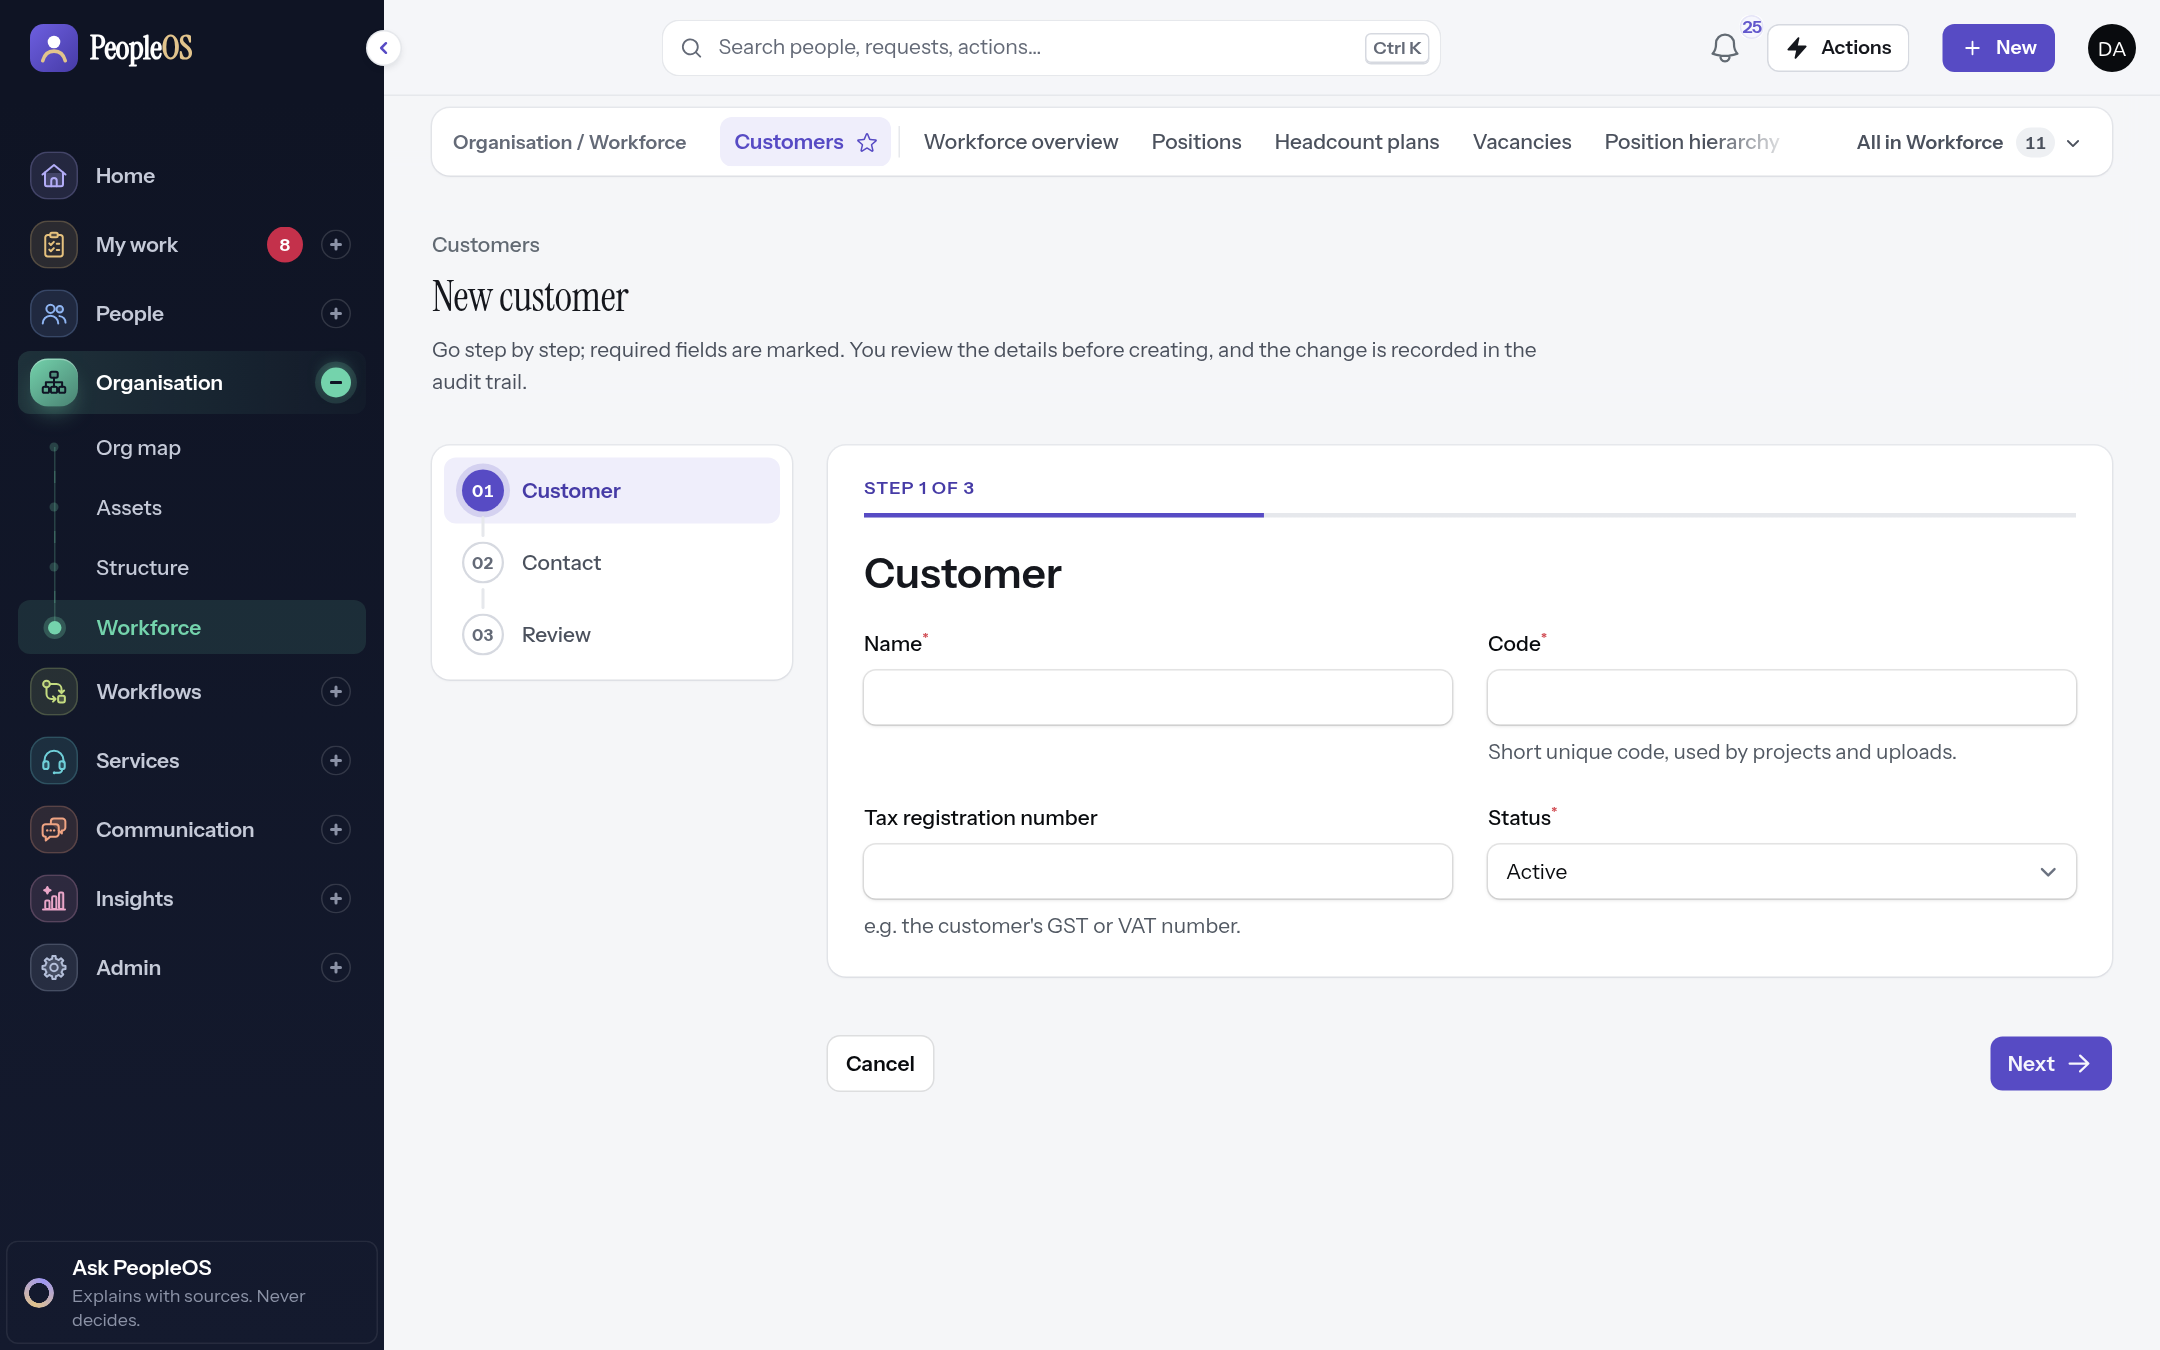 PeopleOS
Search people, requests, actions...
Ctrl K
25
Actions
New
DA
Home
My work
8
People
Organisation
Org map
Assets
Structure
Workforce
Workflows
Services
Communication
Insights
Admin
Ask PeopleOS
Explains with sources. Never
decides.
Organisation / Workforce
Customers
Workforce overview
Positions
Headcount plans
Vacancies
Position hierarchy
All in Workforce
11
Customers
New customer
Go step by step; required fields are marked. You review the details before creating, and the change is recorded in the
audit trail.
01
Customer
02
Contact
03
Review
STEP 1 OF 3
Customer
Name*
Code*
Short unique code, used by projects and uploads.
Tax registration number
Status*
Active
e.g. the customer's GST or VAT number.
Cancel
Next